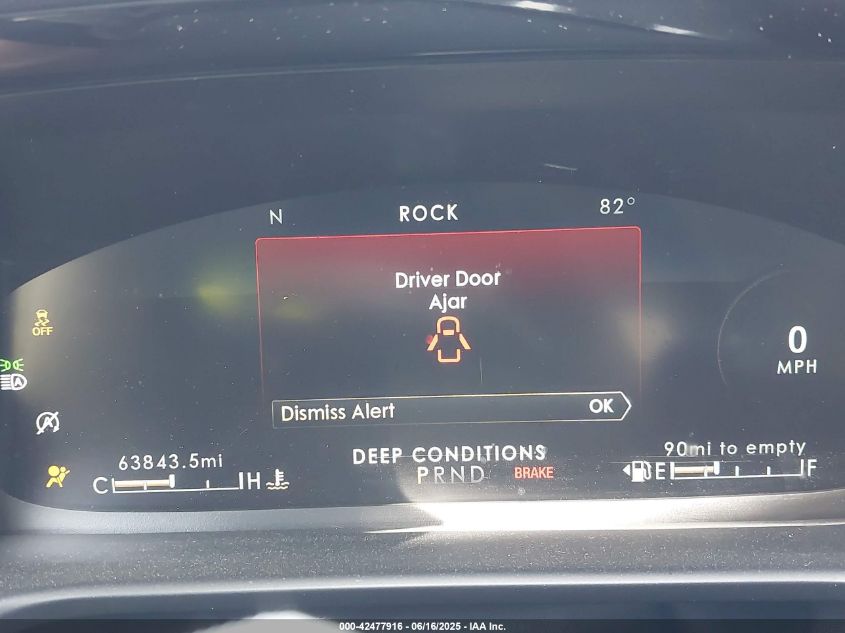 N ROCK 82°
Driver Door
Ajar
OFF
0
MPH
A
A
Dismiss Alert OK
63843.5mi
DEEP CONDITIONS
90mi to empty
C H
PRND BRAKE
E F
000-42477916 - 06/16/2025 - IAA Inc.